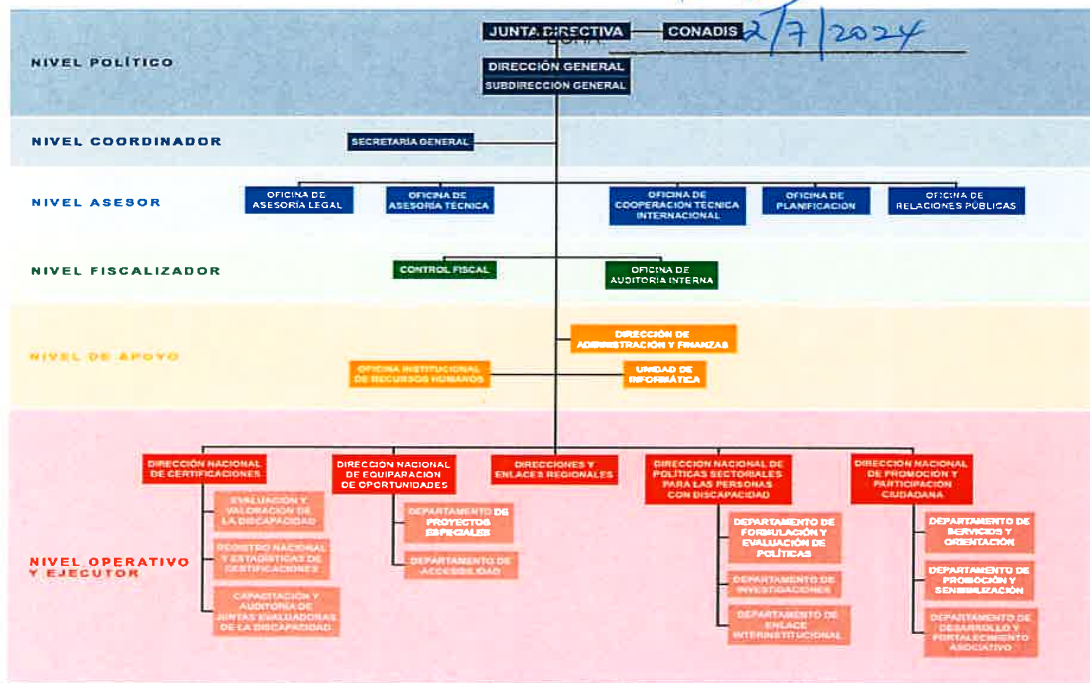 JUNTA DIRECTIVA
CONADIS
2/7/2024
NIVEL POLÍTICO
DIRECCIÓN GENERAL
SUBDIRECCIÓN GENERAL
NIVEL COORDINADOR
SECRETARÍA GENERAL
NIVEL ASESOR
OFICINA DE
ASESORÍA LEGAL
OFICINA DE
ASESORÍA TÉCNICA
OFICINA DE
COOPERACIÓN TÉCNICA
INTERNACIONAL
OFICINA DE
PLANIFICACIÓN
OFICINA DE
RELACIONES PÚBLICAS
NIVEL FISCALIZADOR
CONTROL FISCAL
OFICINA DE
AUDITORÍA INTERNA
NIVEL DE APOYO
DIRECCIÓN DE
ADMINISTRACIÓN Y FINANZAS
OFICINA INSTITUCIONAL
DE RECURSOS HUMANOS
UNIDAD DE
INFORMÁTICA
NIVEL OPERATIVO
Y EJECUTOR
DIRECCIÓN NACIONAL
DE CERTIFICACIONES
EVALUACIÓN Y
VALORACIÓN DE
LA DISCAPACIDAD
REGISTRO NACIONAL
Y ESTADÍSTICAS DE
CERTIFICACIONES
CAPACITACIÓN Y
AUDITORÍA DE
JUNTAS EVALUADORAS
DE LA DISCAPACIDAD
DIRECCIÓN NACIONAL
DE EQUIPARACIÓN
DE OPORTUNIDADES
DEPARTAMENTO DE
PROYECTOS
ESPECIALES
DEPARTAMENTO DE
ACCESIBILIDAD
DIRECCIONES Y
ENLACES REGIONALES
DIRECCIÓN NACIONAL DE
POLÍTICAS SECTORIALES
PARA LAS PERSONAS
CON DISCAPACIDAD
DEPARTAMENTO DE
FORMULACIÓN Y
EVALUACIÓN DE
POLÍTICAS
DEPARTAMENTO DE
INVESTIGACIONES
DEPARTAMENTO DE
ENLACE
INTERINSTITUCIONAL
DIRECCIÓN NACIONAL
DE PROMOCIÓN Y
PARTICIPACIÓN
CIUDADANA
DEPARTAMENTO DE
SERVICIOS Y
ORIENTACIÓN
DEPARTAMENTO DE
PROMOCIÓN Y
SENSIBILIZACIÓN
DEPARTAMENTO DE
DESARROLLO Y
FORTALECIMIENTO
ASOCIATIVO